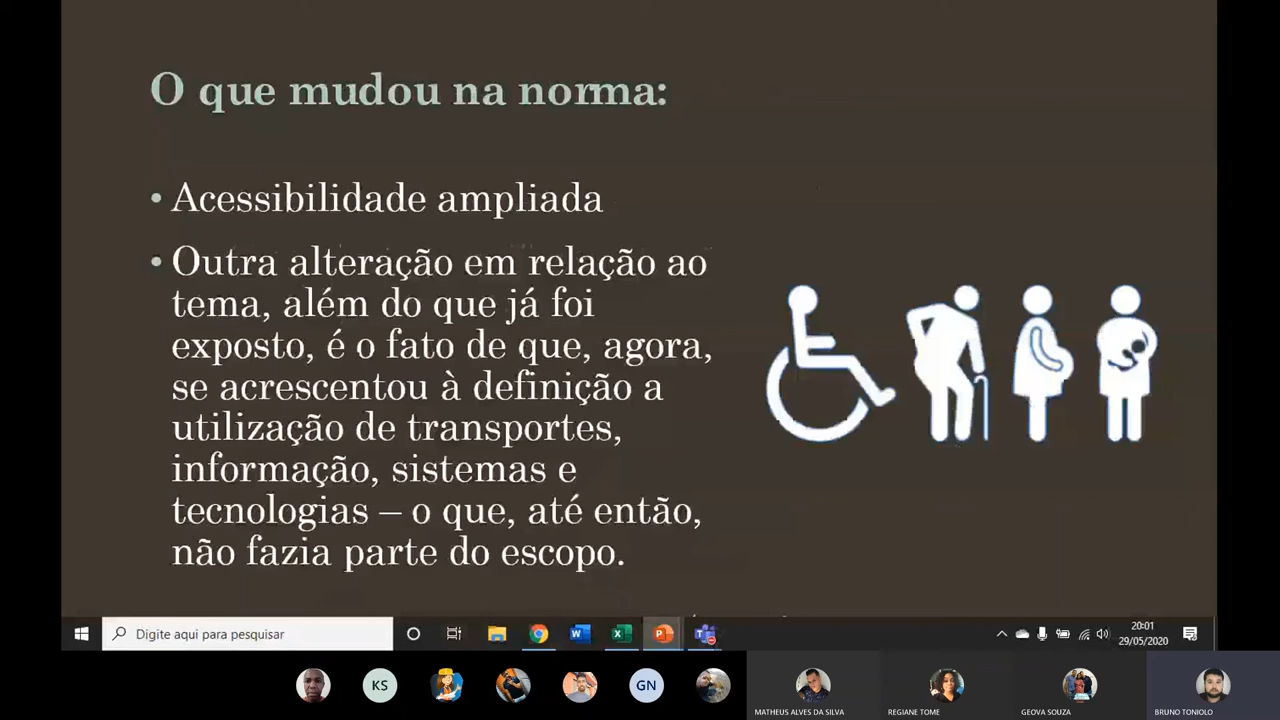 O que mudou na norma:
• Acessibilidade ampliada
• Outra alteração em relação ao
tema, além do que já foi
exposto, é o fato de que, agora,
se acrescentou à definição a
utilização de transportes,
informação, sistemas e
tecnologias – o que, até então,
não fazia parte do escopo.
Digite aqui para pesquisar
20:01
29/05/2020
KS
GN
MATHEUS ALVES DA SILVA
REGIANE TOME
GEOVA SOUZA
BRUNO TONIOLO